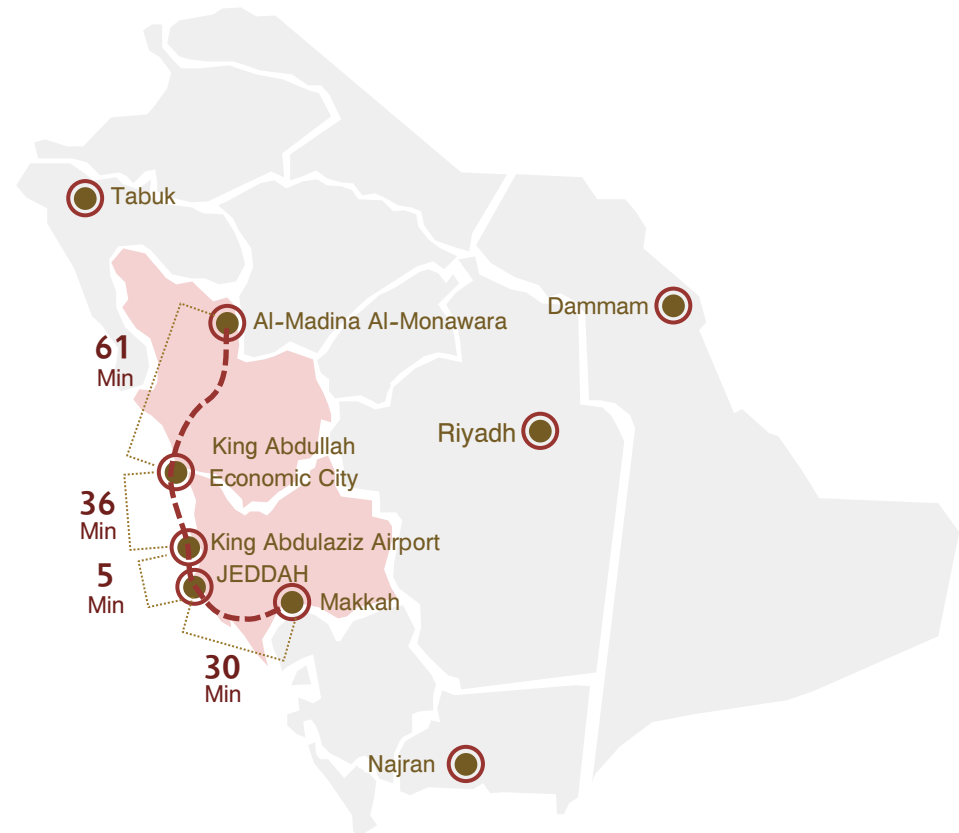 Tabuk
Dammam
Al-Madina Al-Monawara
61
Min
Riyadh
King Abdullah
Economic City
36
Min
King Abdulaziz Airport
JEDDAH
5
Min
Makkah
30
Min
Najran